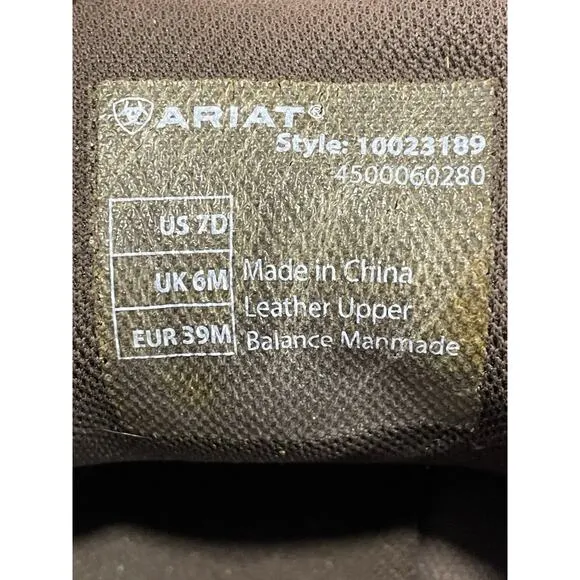 ARIAT®
Style: 10023189
4500060280
US 7D
UK 6M
EUR 39M
Made in China
Leather Upper
Balance Manmade